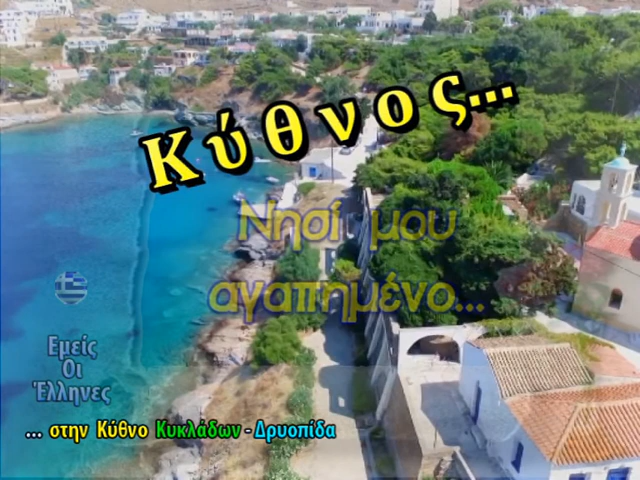 Κύθνος...
Νησί μου
αγαπημένο...
Εμείς
Οι
Έλληνες
... στην Κύθνο Κυκλάδων - Δρυοπίδα